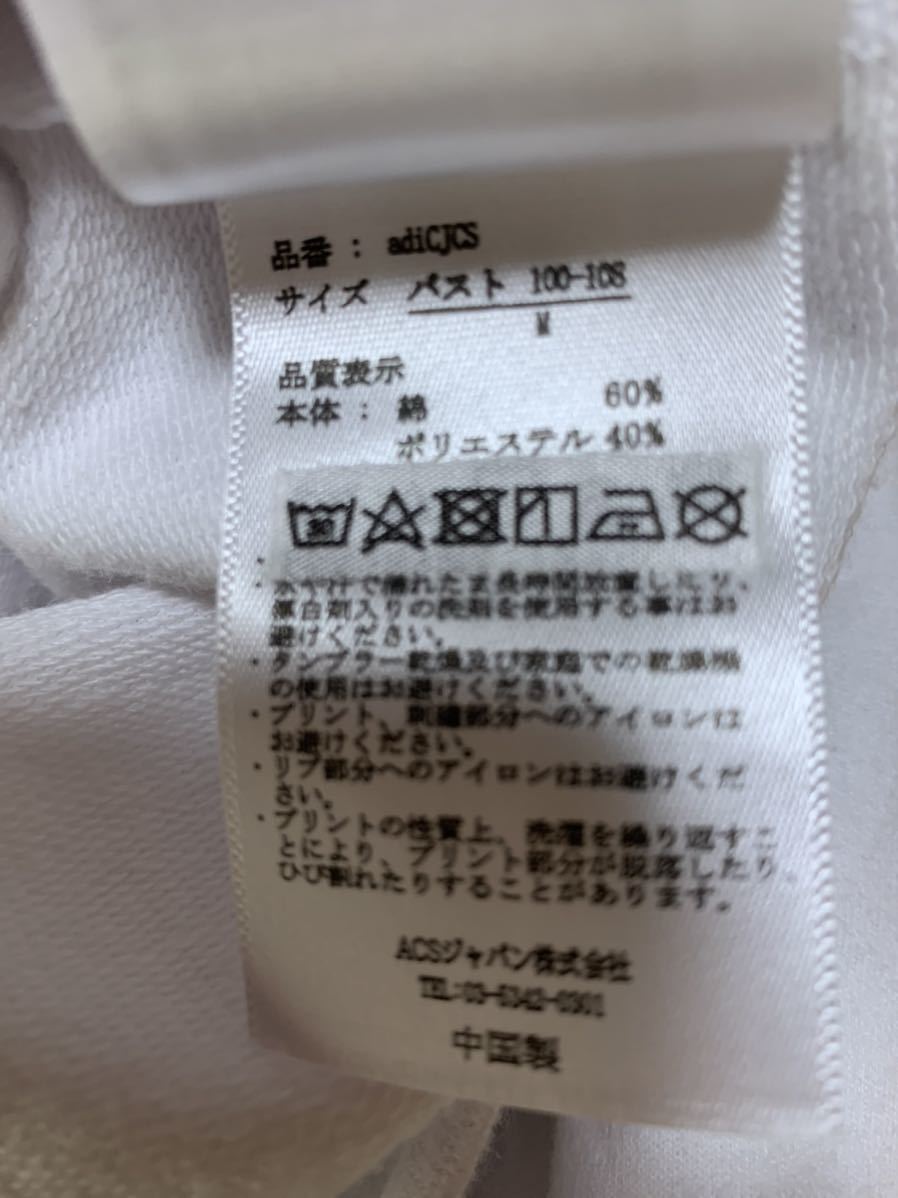 品番 : adiCJCS
サイズ バスト 100-108
M
品質表示
本体 : 綿 60%
ポリエステル 40%
・水や汗で濡れたまま長時間放置したり、
漂白剤入りの洗剤を使用する事はお
避けください。
・タンブラー乾燥及び家庭での乾燥機
の使用はお避けください。
・プリント、刺繍部分へのアイロンは
お避けください。
・リブ部分へのアイロンはお避けくだ
さい。
・プリントの性質上、洗濯を繰り返すこ
とにより、プリント部分が脱落したり、
ひび割れたりすることがあります。
ACSジャパン株式会社
TEL:03-5342-0301
中国製